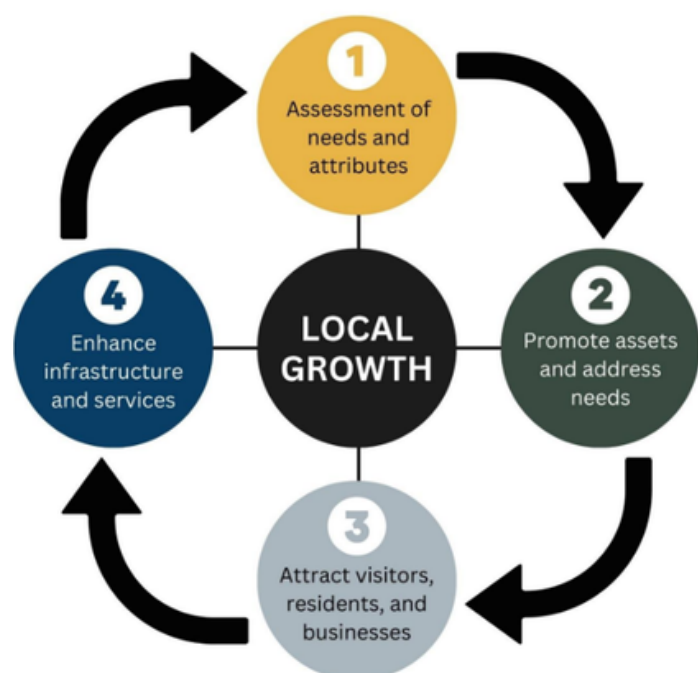 1
Assessment of
needs and
attributes
2
Promote assets
and address
needs
3
Attract visitors,
residents, and
businesses
4
Enhance
infrastructure
and services
LOCAL
GROWTH